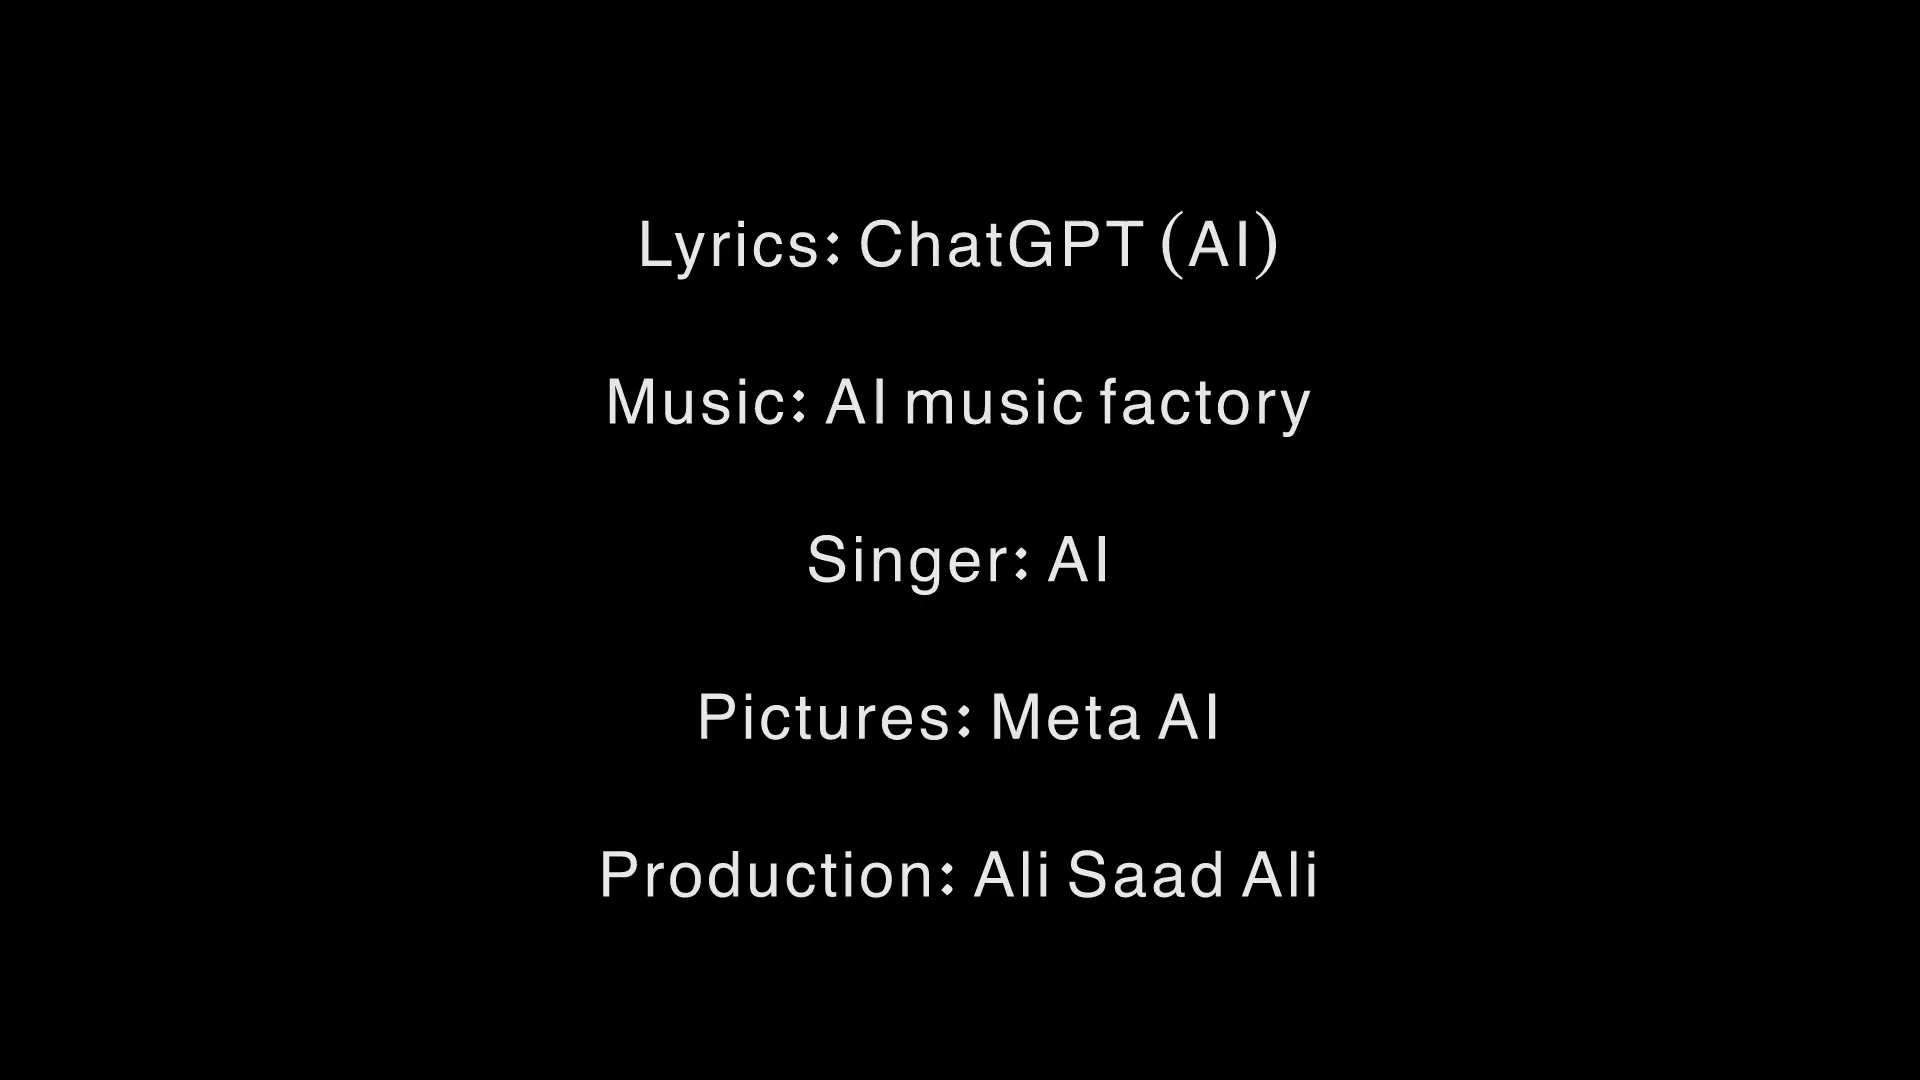 Lyrics: ChatGPT (AI)
Music: AI music factory
Singer: AI
Pictures: Meta AI
Production: Ali Saad Ali